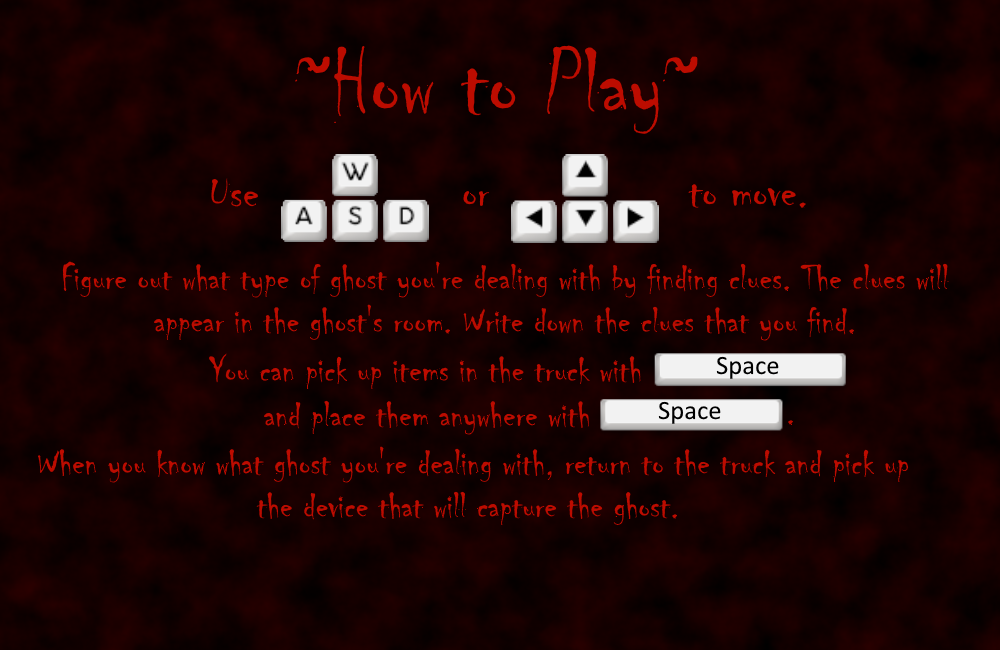 ~How to Play~
W
Use A S D or ◀ ▲ ▼ ▶ to move.
Figure out what type of ghost you're dealing with by finding clues. The clues will
appear in the ghost's room. Write down the clues that you find.
You can pick up items in the truck with Space
and place them anywhere with Space .
When you know what ghost you're dealing with, return to the truck and pick up
the device that will capture the ghost.